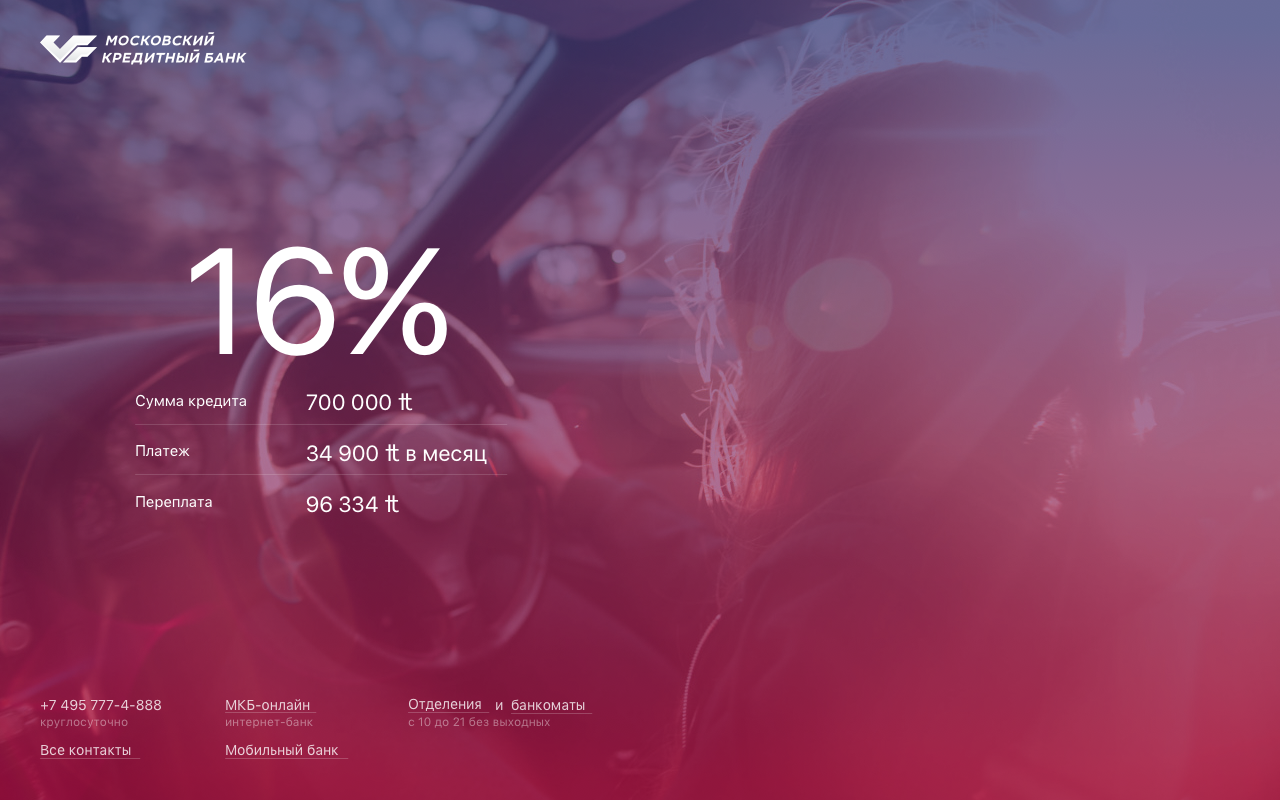 МОСКОВСКИЙ
КРЕДИТНЫЙ БАНК
16%
Сумма кредита 700 000 ₶
Платеж 34 900 ₶ в месяц
Переплата 96 334 ₶
+7 495 777-4-888 МКБ-онлайн Отделения и банкоматы
круглосуточно интернет-банк с 10 до 21 без выходных
Все контакты Мобильный банк